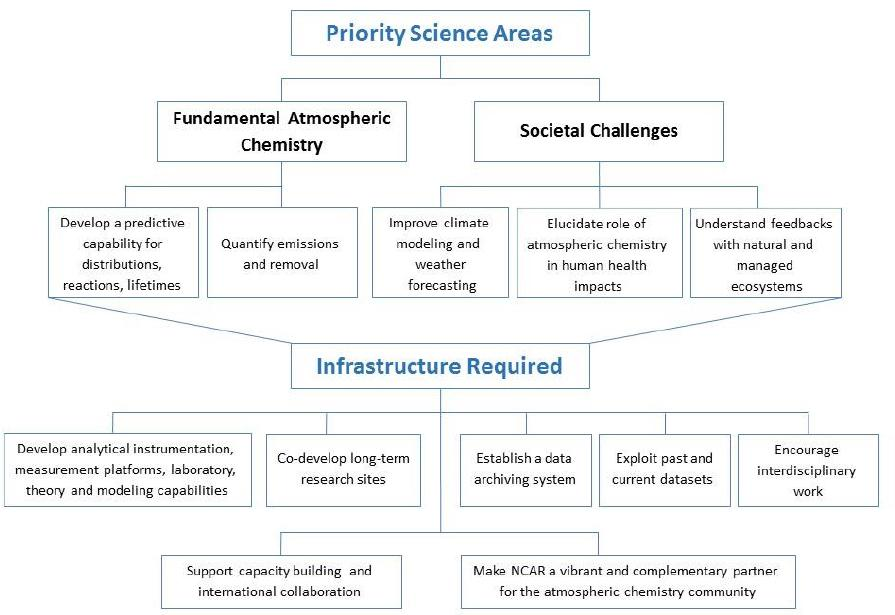 Priority Science Areas
Fundamental Atmospheric
Chemistry
Societal Challenges
Develop a predictive
capability for
distributions,
reactions, lifetimes
Quantify emissions
and removal
Improve climate
modeling and
weather
forecasting
Elucidate role of
atmospheric chemistry
in human health
impacts
Understand feedbacks
with natural and
managed
ecosystems
Infrastructure Required
Develop analytical instrumentation,
measurement platforms, laboratory,
theory and modeling capabilities
Co-develop long-term
research sites
Establish a data
archiving system
Exploit past and
current datasets
Encourage
interdisciplinary
work
Support capacity building and
international collaboration
Make NCAR a vibrant and complementary partner
for the atmospheric chemistry community